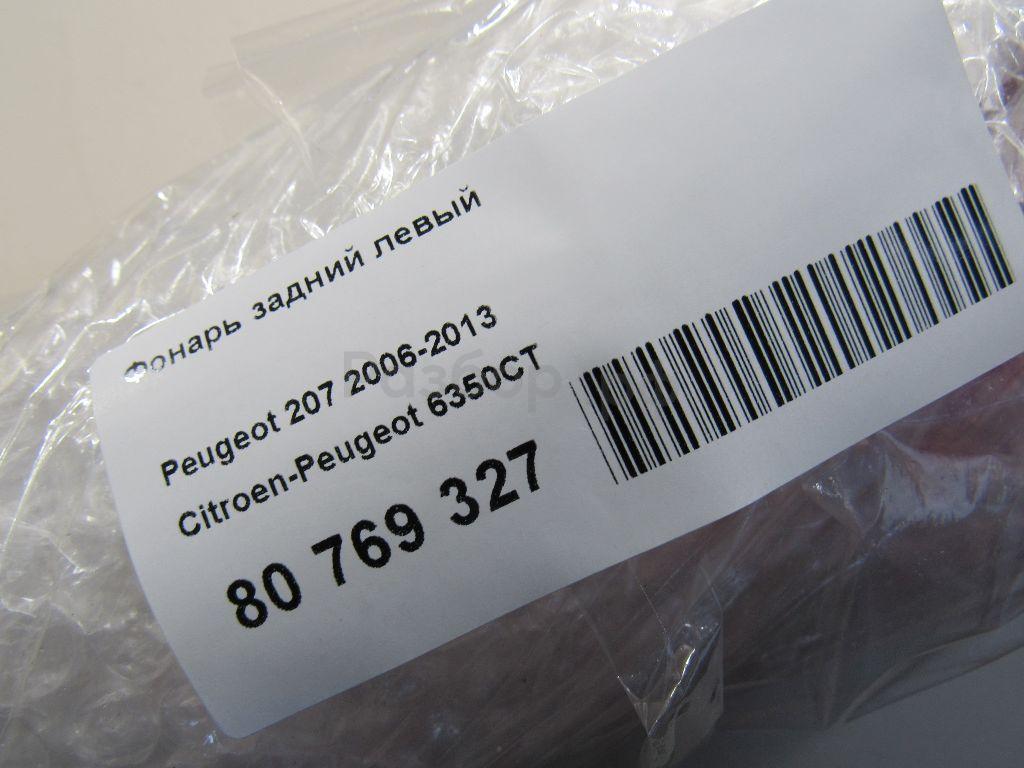 Фонарь задний левый
Peugeot 207 2006-2013
Citroen-Peugeot 6350CT
80 769 327